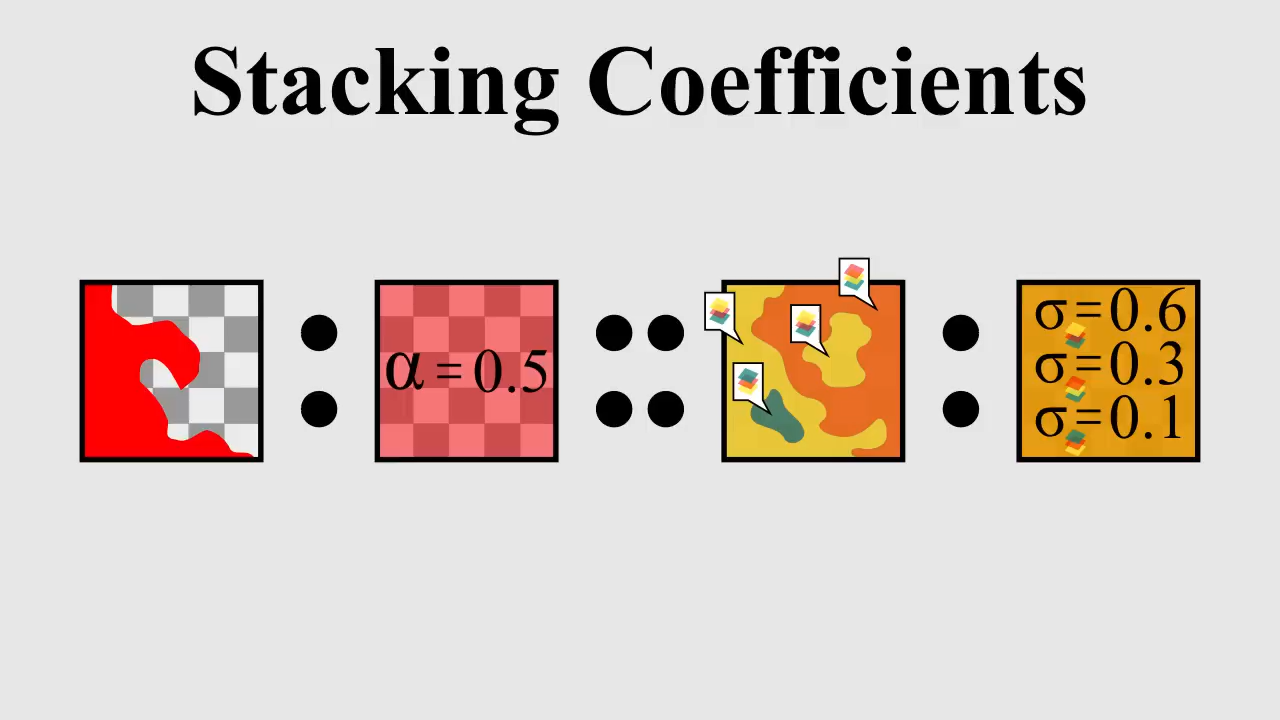 Stacking Coefficients
α = 0.5
σ=0.6
σ=0.3
σ=0.1